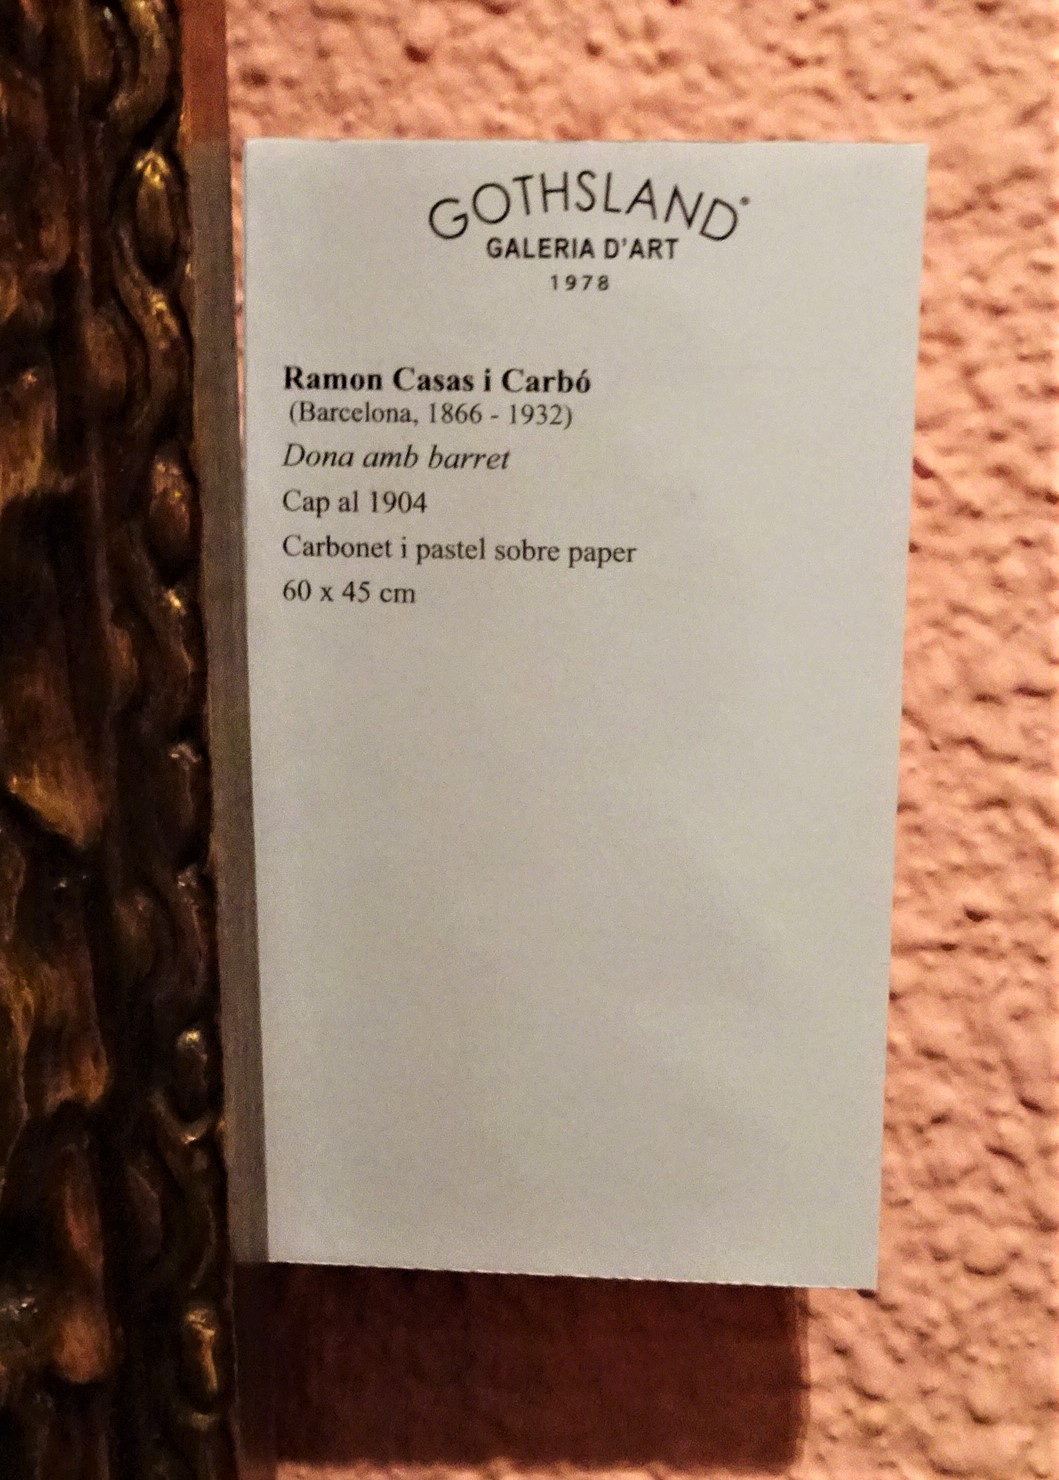 GOTHSLAND®
GALERIA D'ART
1978
Ramon Casas i Carbó
(Barcelona, 1866 - 1932)
Dona amb barret
Cap al 1904
Carbonet i pastel sobre paper
60 x 45 cm